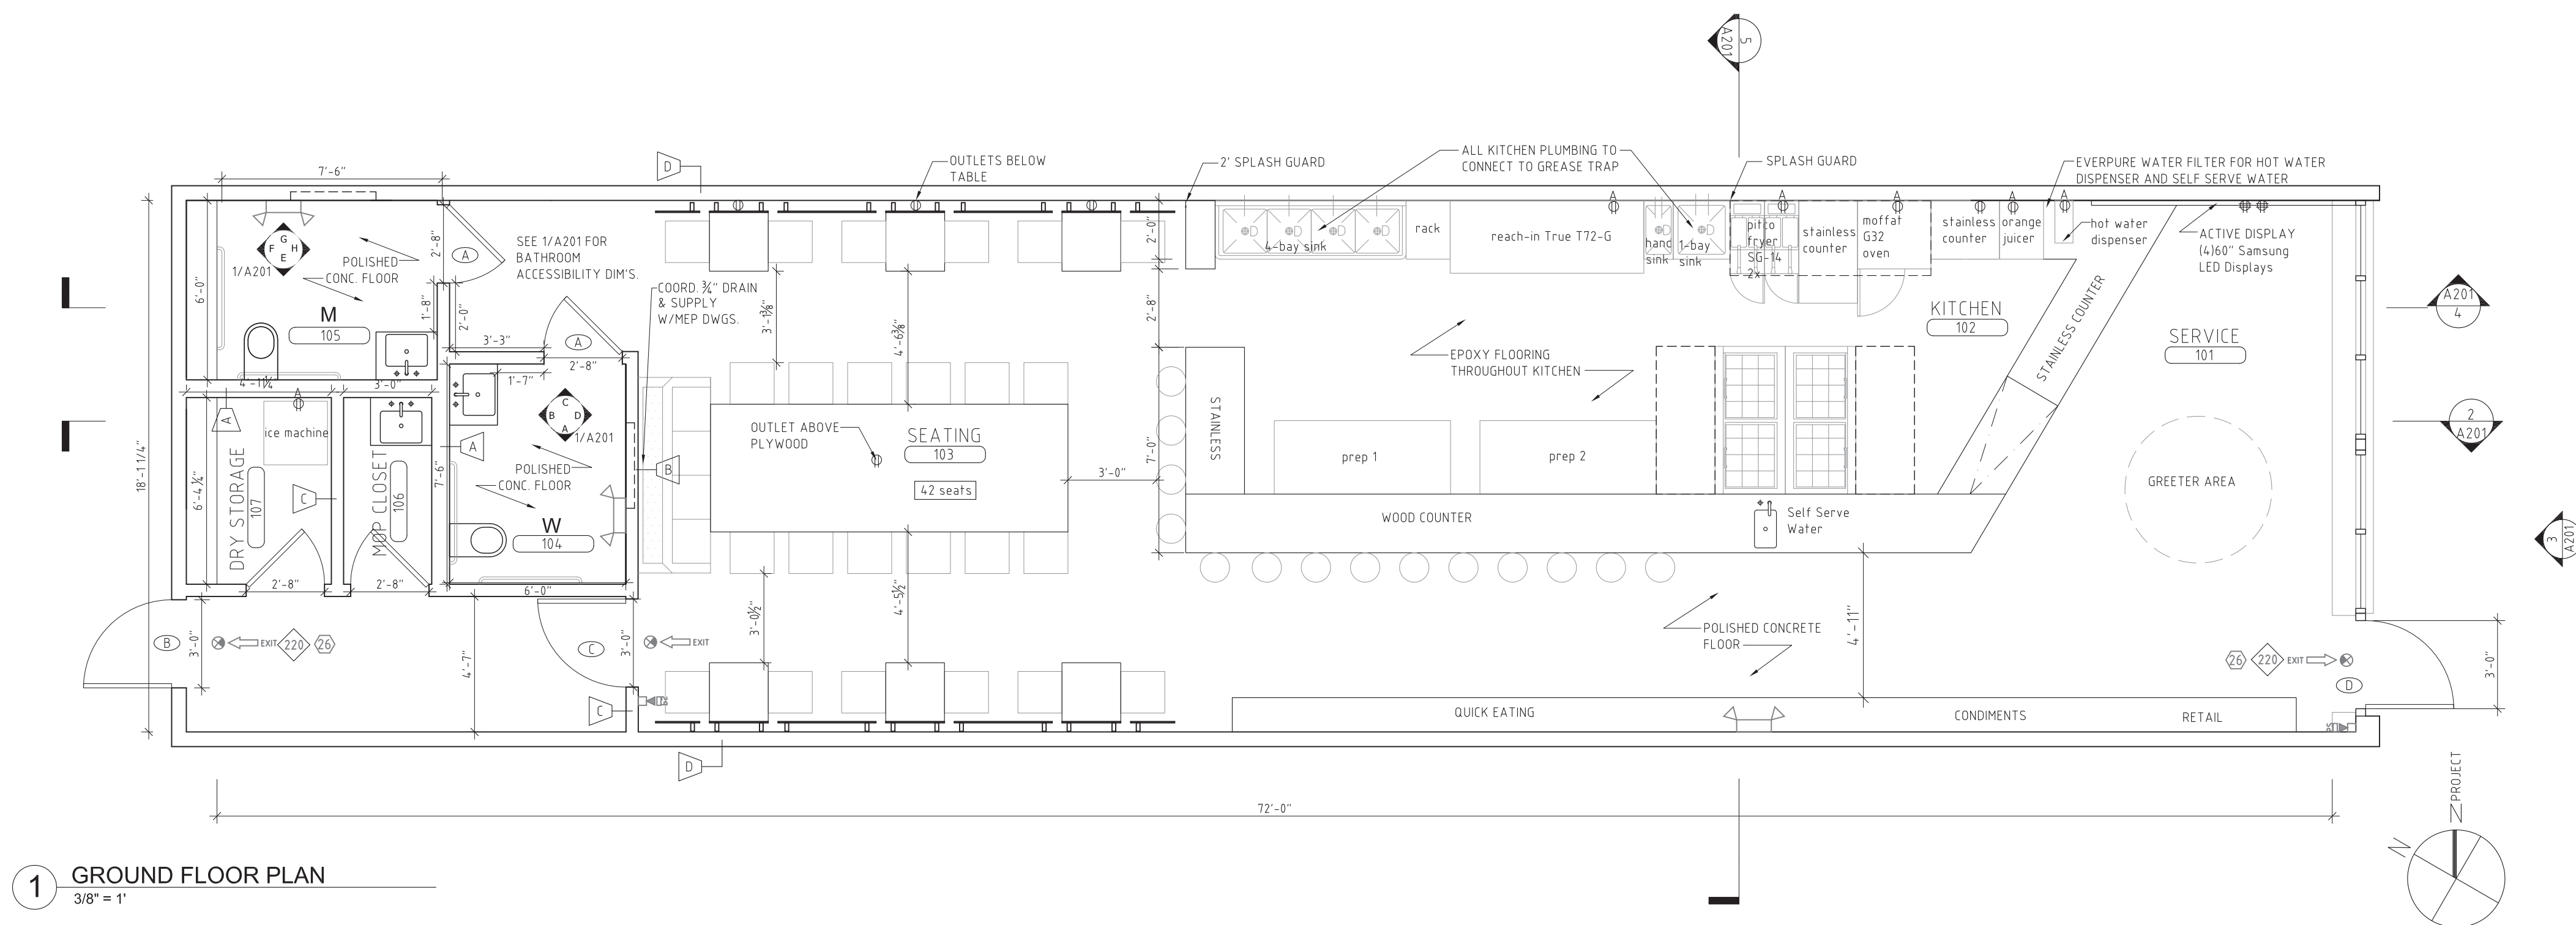 5
A201
7'-6"
D
OUTLETS BELOW
TABLE
2' SPLASH GUARD
ALL KITCHEN PLUMBING TO
CONNECT TO GREASE TRAP
SPLASH GUARD
EVERPURE WATER FILTER FOR HOT WATER
DISPENSER AND SELF SERVE WATER
A
A
A
A
A
A
G
F H
E
1/A201
POLISHED
CONC. FLOOR
6'-0"
M
105
1'-8"
2'-8"
A
2'-0"
SEE 1/A201 FOR
BATHROOM
ACCESSIBILITY DIM'S.
3'-3"
A
2'-8"
1'-7"
COORD. ¾" DRAIN
& SUPPLY
W/MEP DWGS.
2'-0"
2'-8"
7'-0"
4-bay sink
rack
reach-in True T72-G
hand
sink
1-bay
sink
pitco
fryer
SG-14
2x
stainless
counter
moffat
G32
oven
stainless
counter
orange
juicer
hot water
dispenser
ACTIVE DISPLAY
(4)60" Samsung
LED Displays
A201
4
KITCHEN
102
STAINLESS COUNTER
SERVICE
101
EPOXY FLOORING
THROUGHOUT KITCHEN
4'-11¼"
3'-0"
A
A
ice machine
DRY STORAGE
107
6'-4¼"
C
MOP CLOSET
106
7'-6"
A
C
B D
A
1/A201
POLISHED
CONC. FLOOR
W
104
B
18'-1 1/4"
OUTLET ABOVE
PLYWOOD
SEATING
103
42 seats
3'-0"
STAINLESS
prep 1
prep 2
WOOD COUNTER
Self Serve
Water
GREETER AREA
2
A201
3
A201
2'-8"
2'-8"
6'-0"
3'-0½"
4'-5½"
B
3'-0"
EXIT
220
26
4'-7"
C
3'-0"
EXIT
POLISHED CONCRETE
FLOOR
4'-11"
26
220
EXIT
D
3'-0"
C
QUICK EATING
CONDIMENTS
RETAIL
D
72'-0"
PROJECT
N
N
1
GROUND FLOOR PLAN
3/8" = 1'